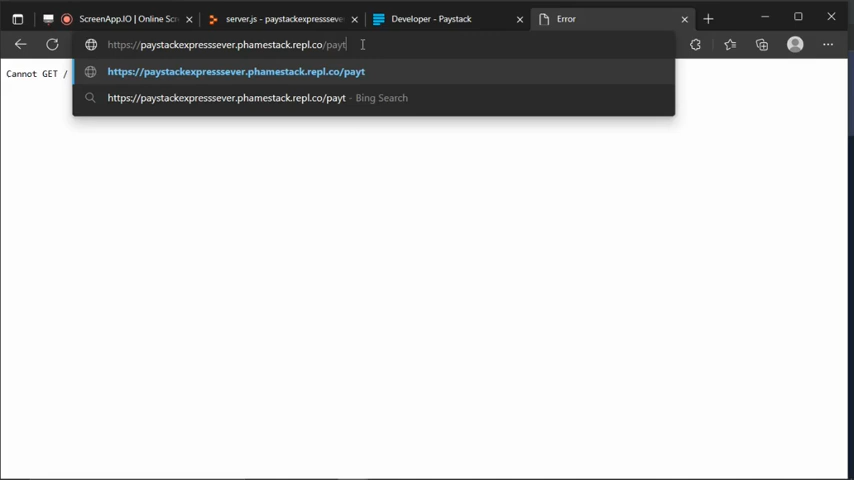 ScreenApp.IO | Online Scr
server.js - paystackexpresssever
Developer - Paystack
Error
https://paystackexpresssever.phamestack.repl.co/payt
Cannot GET /
https://paystackexpresssever.phamestack.repl.co/payt
https://paystackexpresssever.phamestack.repl.co/payt - Bing Search